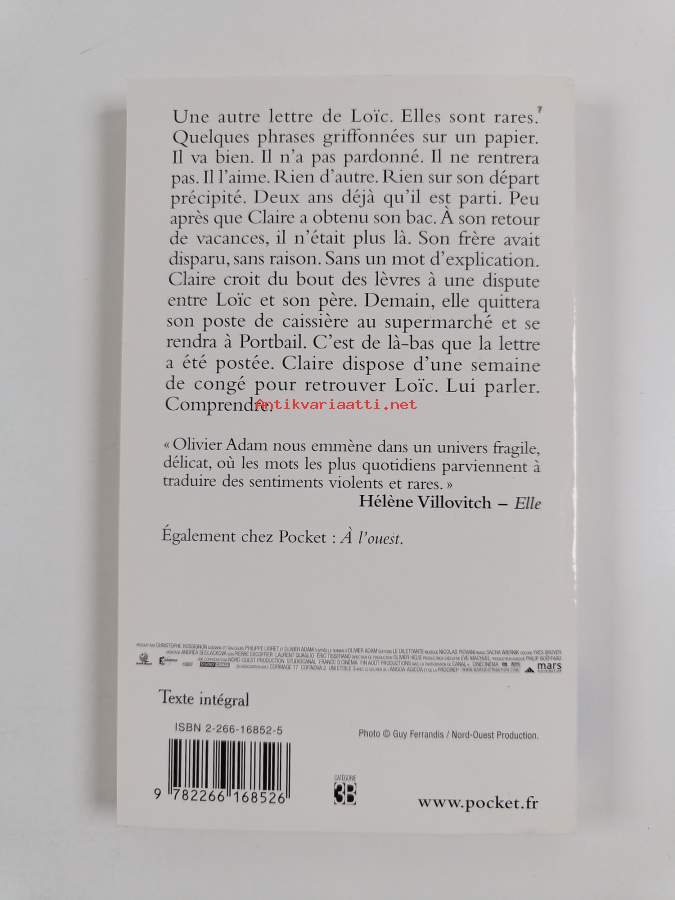 Une autre lettre de Loïc. Elles sont rares.
Quelques phrases griffonnées sur un papier.
Il va bien. Il n'a pas pardonné. Il ne rentrera
pas. Il l'aime. Rien d'autre. Rien sur son départ
précipité. Deux ans déjà qu'il est parti. Peu
après que Claire a obtenu son bac. À son retour
de vacances, il n'était plus là. Son frère avait
disparu, sans raison. Sans un mot d'explication.
Claire croit du bout des lèvres à une dispute
entre Loïc et son père. Demain, elle quittera
son poste de caissière au supermarché et se
rendra à Portbail. C'est de là-bas que la lettre
a été postée. Claire dispose d'une semaine
de congé pour retrouver Loïc. Lui parler.
Comprendre.
antikvariaatti.net
« Olivier Adam nous emmène dans un univers fragile,
délicat, où les mots les plus quotidiens parviennent à
traduire des sentiments violents et rares. »
Hélène Villovitch – Elle
Également chez Pocket : À l'ouest.
mars
Texte intégral
ISBN 2-266-16852-5
Photo © Guy Ferrandis / Nord-Ouest Production.
9 782266 168526
CATÉGORIE
3B
www.pocket.fr